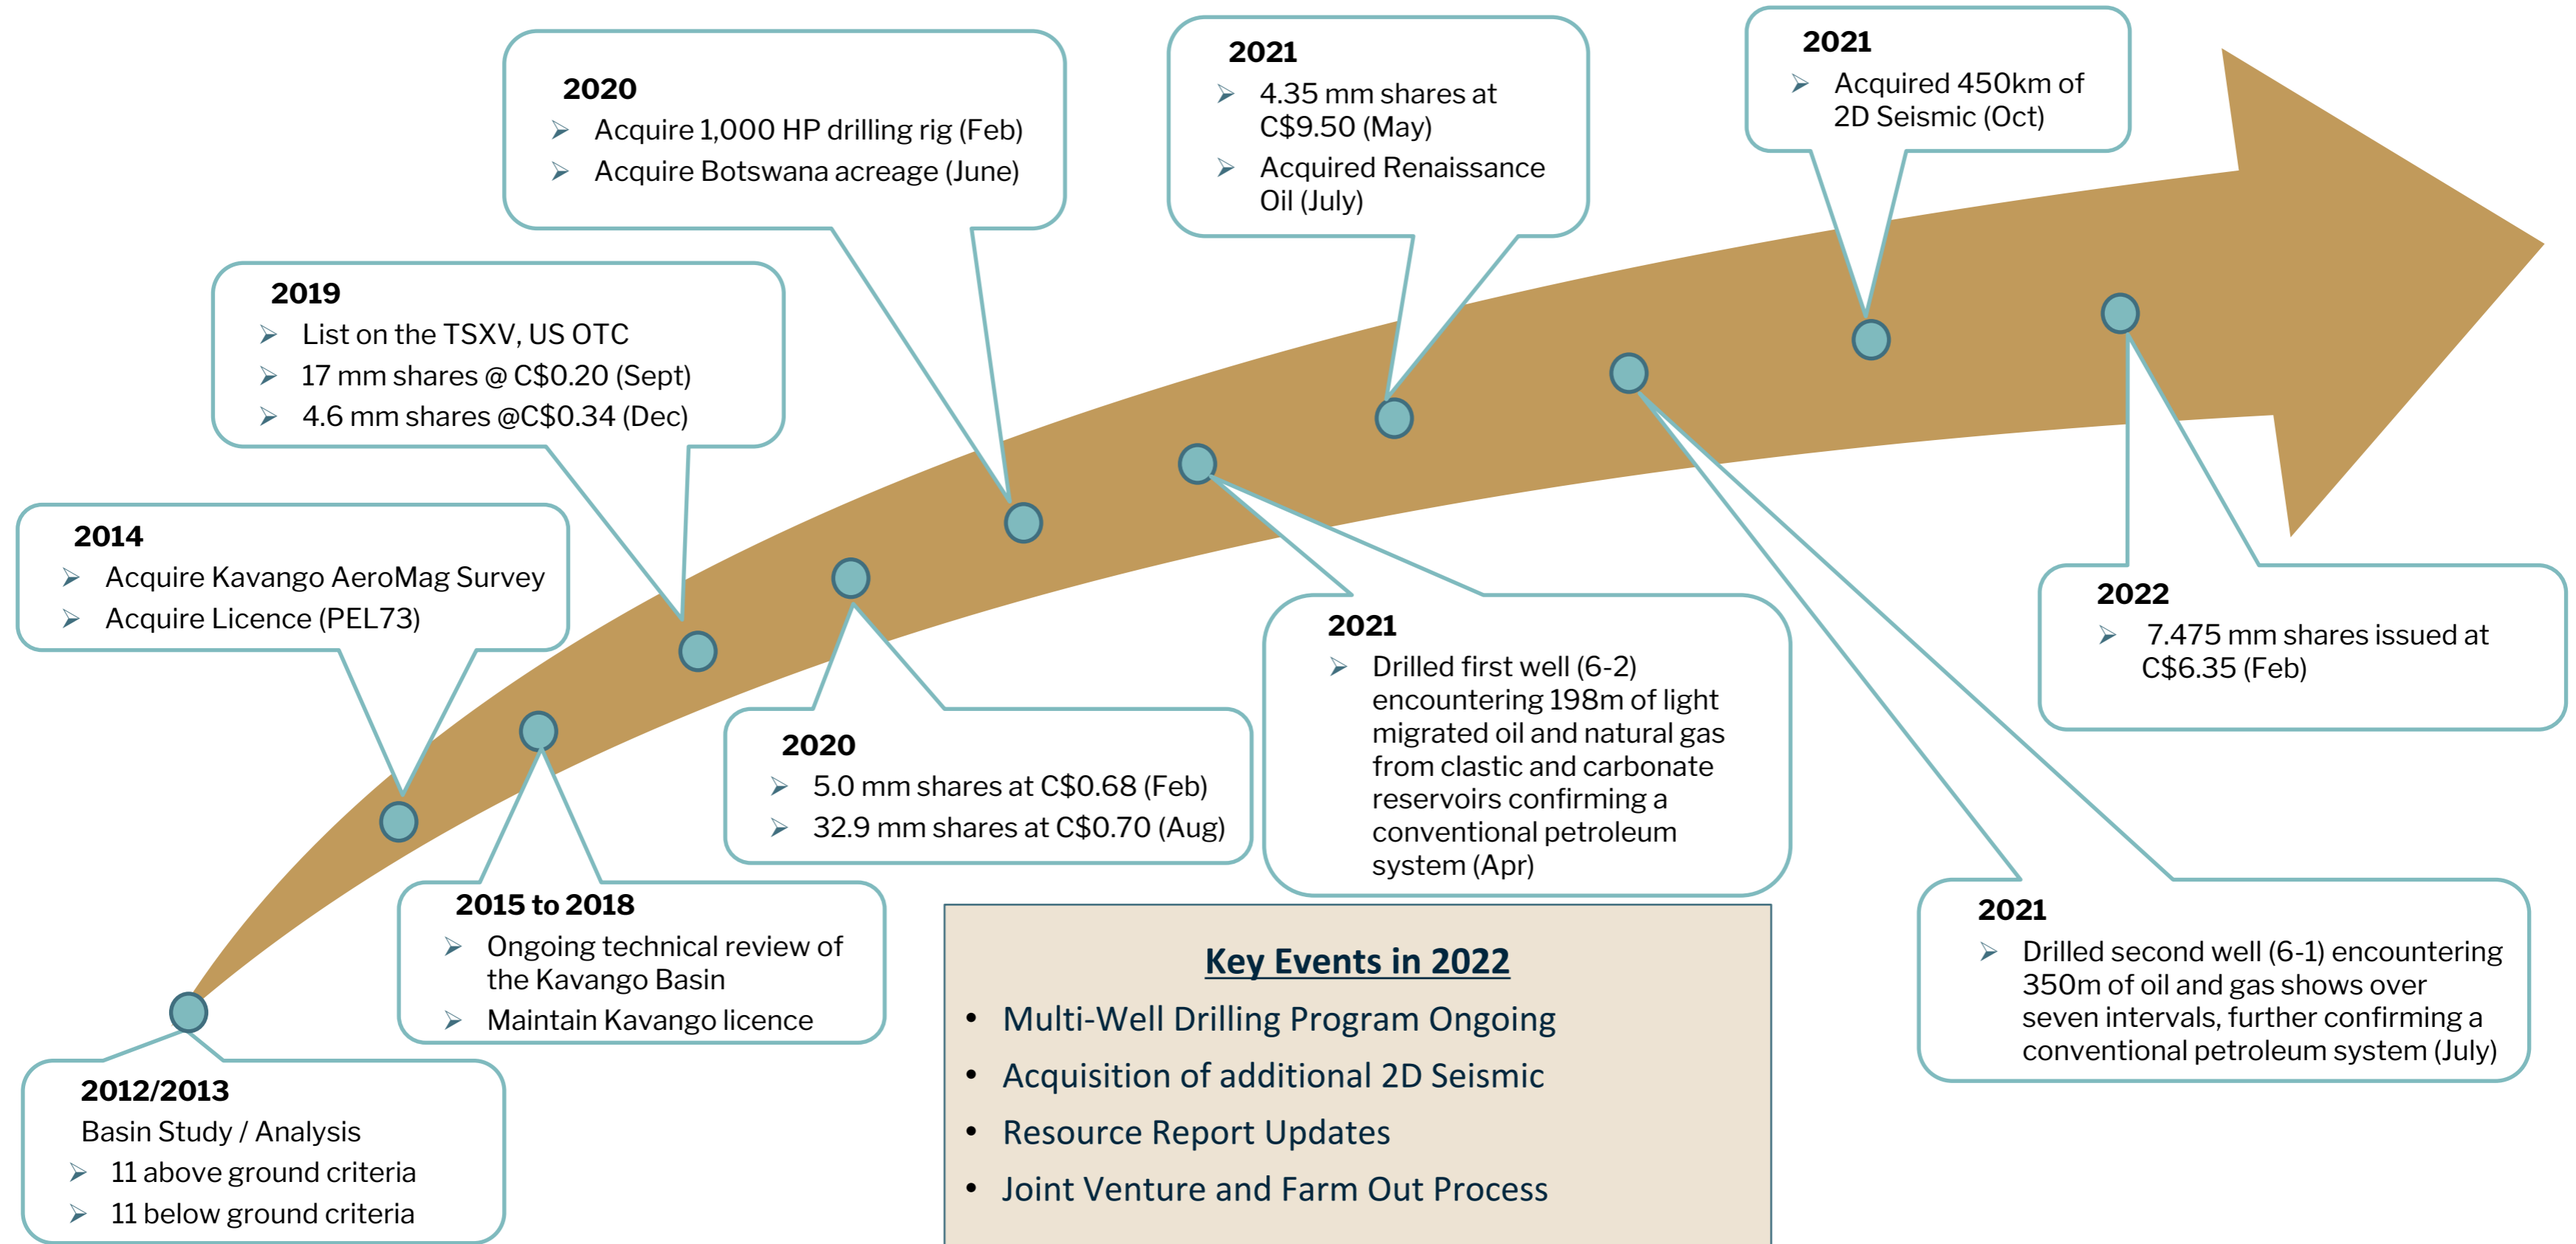 2012/2013
Basin Study / Analysis
➢ 11 above ground criteria
➢ 11 below ground criteria
2014
➢ Acquire Kavango AeroMag Survey
➢ Acquire Licence (PEL73)
2015 to 2018
➢ Ongoing technical review of
the Kavango Basin
➢ Maintain Kavango licence
2019
➢ List on the TSXV, US OTC
➢ 17 mm shares @ C$0.20 (Sept)
➢ 4.6 mm shares @C$0.34 (Dec)
2020
➢ 5.0 mm shares at C$0.68 (Feb)
➢ 32.9 mm shares at C$0.70 (Aug)
2020
➢ Acquire 1,000 HP drilling rig (Feb)
➢ Acquire Botswana acreage (June)
2021
➢ Drilled first well (6-2)
encountering 198m of light
migrated oil and natural gas
from clastic and carbonate
reservoirs confirming a
conventional petroleum
system (Apr)
2021
➢ 4.35 mm shares at
C$9.50 (May)
➢ Acquired Renaissance
Oil (July)
2021
➢ Drilled second well (6-1) encountering
350m of oil and gas shows over
seven intervals, further confirming a
conventional petroleum system (July)
2021
➢ Acquired 450km of
2D Seismic (Oct)
2022
➢ 7.475 mm shares issued at
C$6.35 (Feb)
Key Events in 2022
• Multi-Well Drilling Program Ongoing
• Acquisition of additional 2D Seismic
• Resource Report Updates
• Joint Venture and Farm Out Process